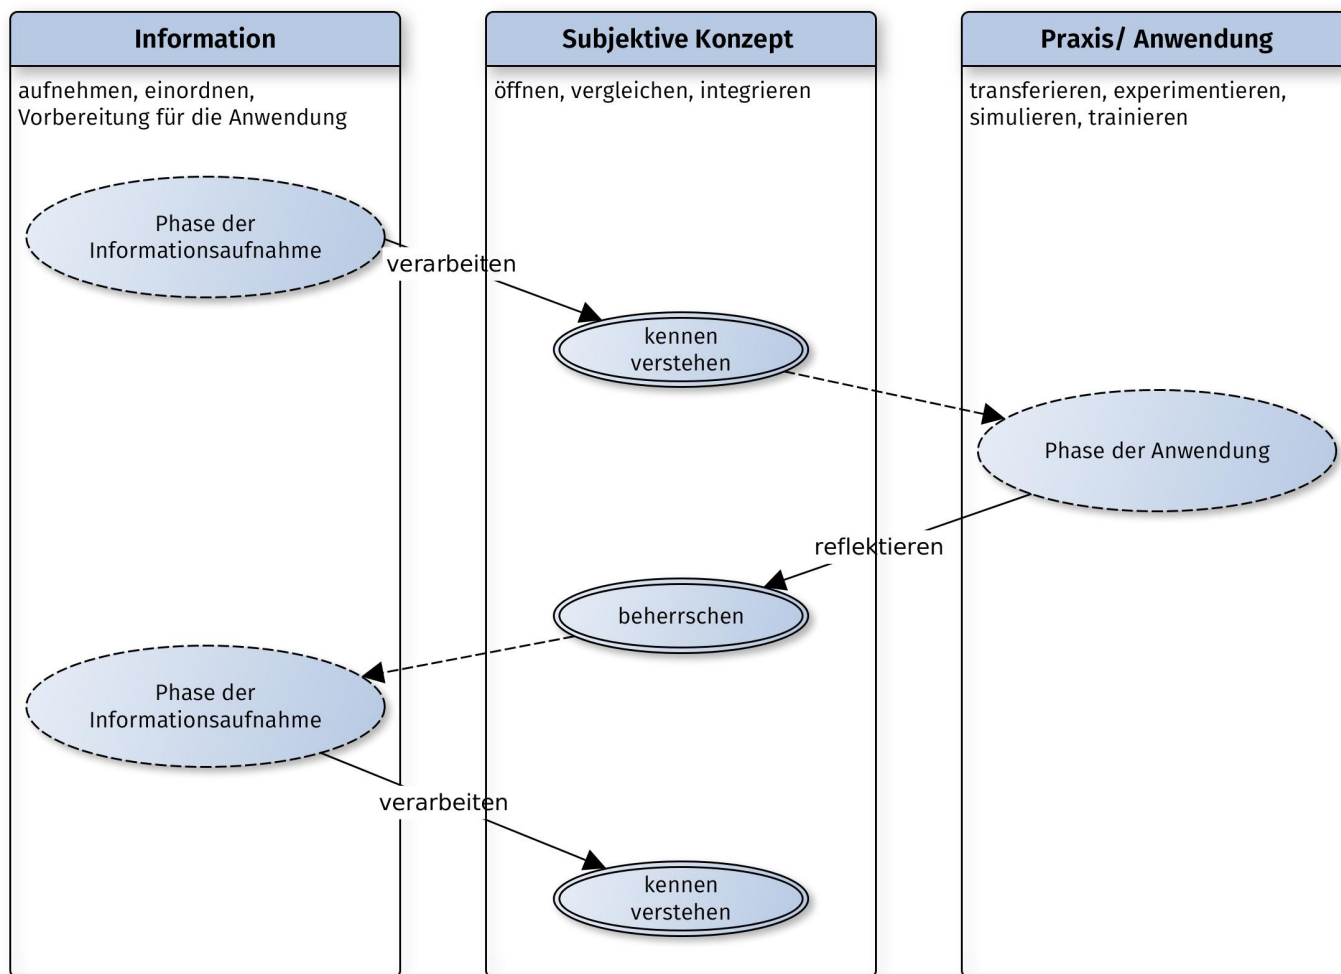 Information
aufnehmen, einordnen,
Vorbereitung für die Anwendung
Subjektive Konzept
öffnen, vergleichen, integrieren
Praxis/ Anwendung
transferieren, experimentieren,
simulieren, trainieren
Phase der
Informationsaufnahme
verarbeiten
kennen
verstehen
Phase der Anwendung
reflektieren
beherrschen
Phase der
Informationsaufnahme
verarbeiten
kennen
verstehen